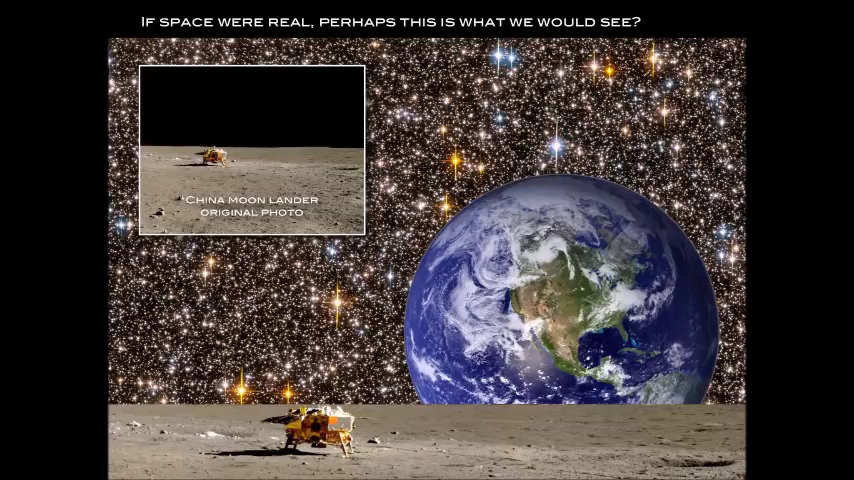 If space were real, perhaps this is what we would see?
*China moon lander
original photo